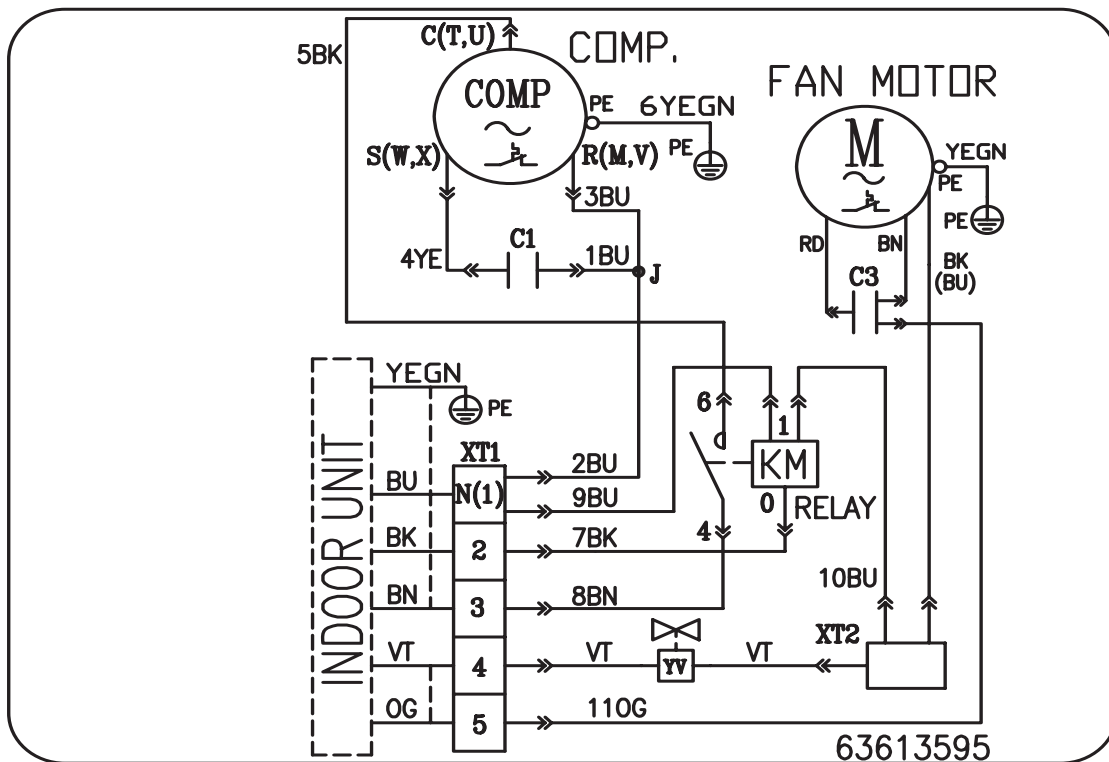 C(T,U)
COMP.
5BK
FAN MOTOR
COMP
PE
6YEGN
M
YEGN
S(W,X)
R(M,V)
PE
PE
3BU
PE
C1
RD
BN
4YE
1BU
J
C3
BK
(BU)
YEGN
PE
6
1
XT1
KM
INDOOR UNIT
BU
N(1)
2BU
9BU
0
RELAY
BK
2
7BK
4
10BU
BN
3
8BN
XT2
VT
4
VT
YV
VT
OG
5
11OG
63613595